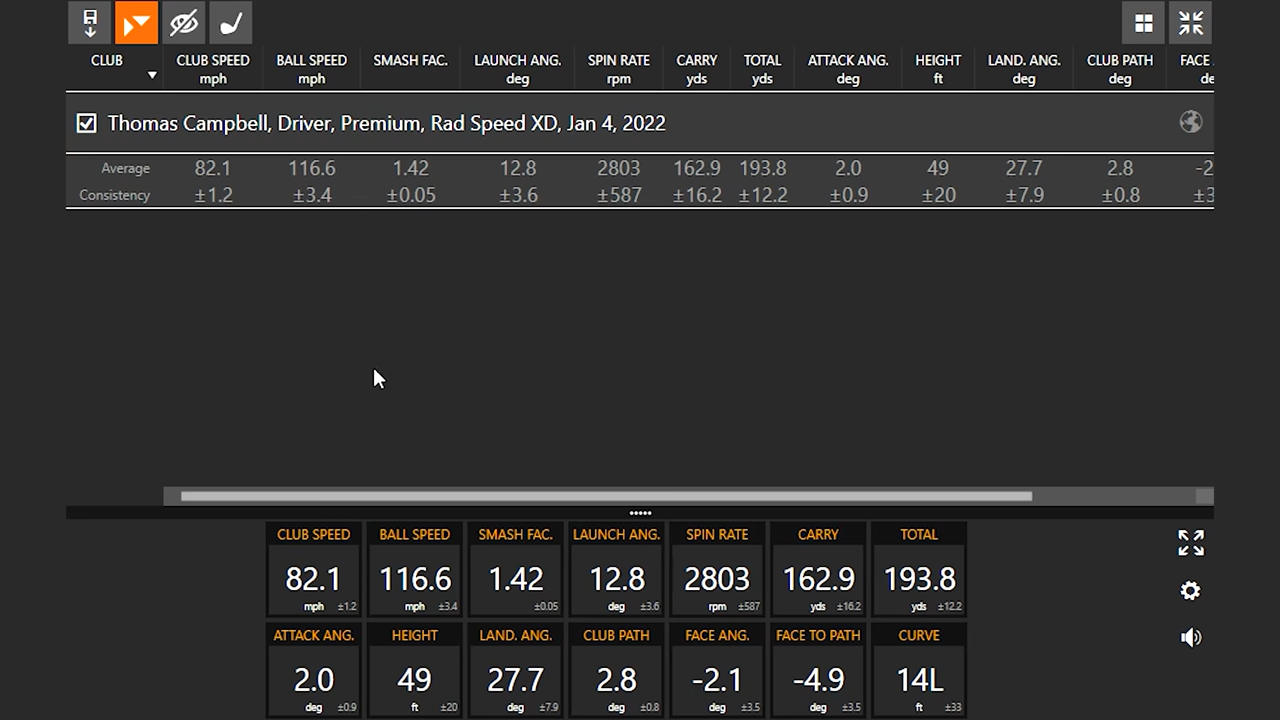 CLUB CLUB SPEED BALL SPEED SMASH FAC. LAUNCH ANG. SPIN RATE CARRY TOTAL ATTACK ANG. HEIGHT LAND. ANG. CLUB PATH FACE
mph mph deg rpm yds yds deg ft deg deg de
Thomas Campbell, Driver, Premium, Rad Speed XD, Jan 4, 2022
Average 82.1 116.6 1.42 12.8 2803 162.9 193.8 2.0 49 27.7 2.8 -2
Consistency ±1.2 ±3.4 ±0.05 ±3.6 ±587 ±16.2 ±12.2 ±0.9 ±20 ±7.9 ±0.8 ±3
CLUB SPEED BALL SPEED SMASH FAC. LAUNCH ANG. SPIN RATE CARRY TOTAL
82.1 116.6 1.42 12.8 2803 162.9 193.8
mph ±1.2 mph ±3.4 ±0.05 deg ±3.6 rpm ±587 yds ±16.2 yds ±12.2
ATTACK ANG. HEIGHT LAND. ANG. CLUB PATH FACE ANG. FACE TO PATH CURVE
2.0 49 27.7 2.8 -2.1 -4.9 14L
deg ±0.9 ft ±20 deg ±7.9 deg ±0.8 deg ±3.5 deg ±3.5 ft ±33